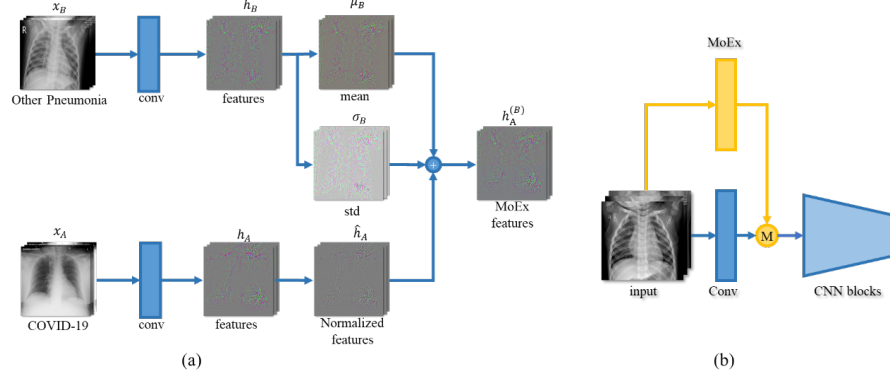 x_B
h_B
μ_B
R
Other Pneumonia
conv
features
mean
σ_B
h_A^(B)
+
std
MoEx
features
x_A
h_A
ĥ_A
COVID-19
conv
features
Normalized
features
(a)
MoEx
M
input
Conv
CNN blocks
(b)